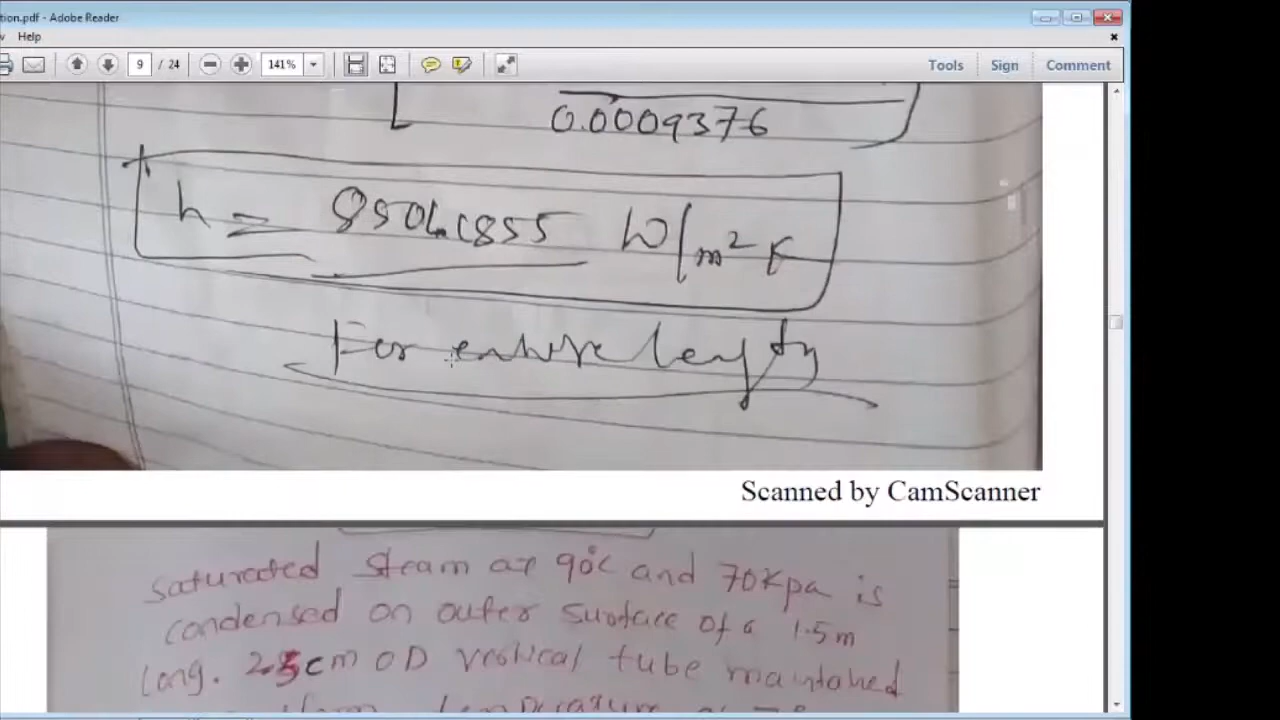 tion.pdf - Adobe Reader
Help
9 / 24 141% Tools Sign Comment
0.0009376
h = 8504.1855 W/m² K
For entire length
Scanned by CamScanner
Saturated Steam at 90°C and 70Kpa is
condensed on outer surface of a 1.5m
long. 2.5cm OD vertical tube maintained